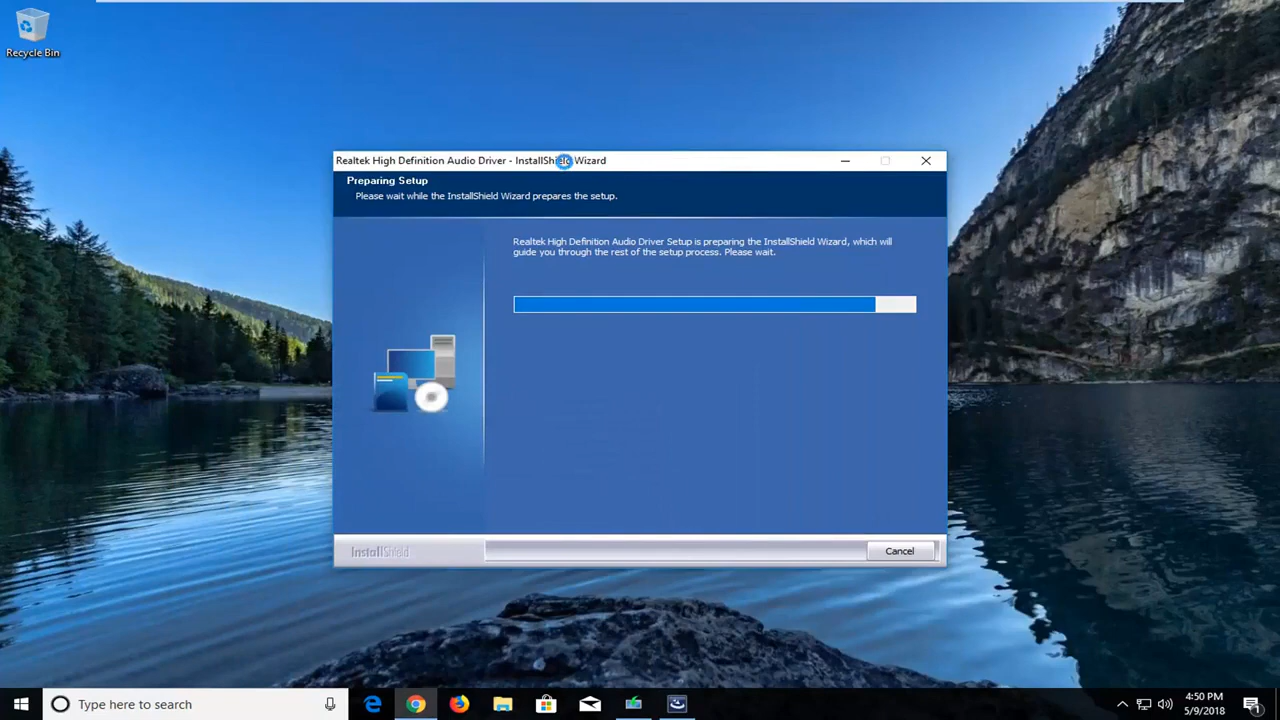 Recycle Bin
Realtek High Definition Audio Driver - InstallShield Wizard
Preparing Setup
Please wait while the InstallShield Wizard prepares the setup.
Realtek High Definition Audio Driver Setup is preparing the InstallShield Wizard, which will
guide you through the rest of the setup process. Please wait.
InstallShield
Cancel
Type here to search
4:50 PM
5/9/2018
1